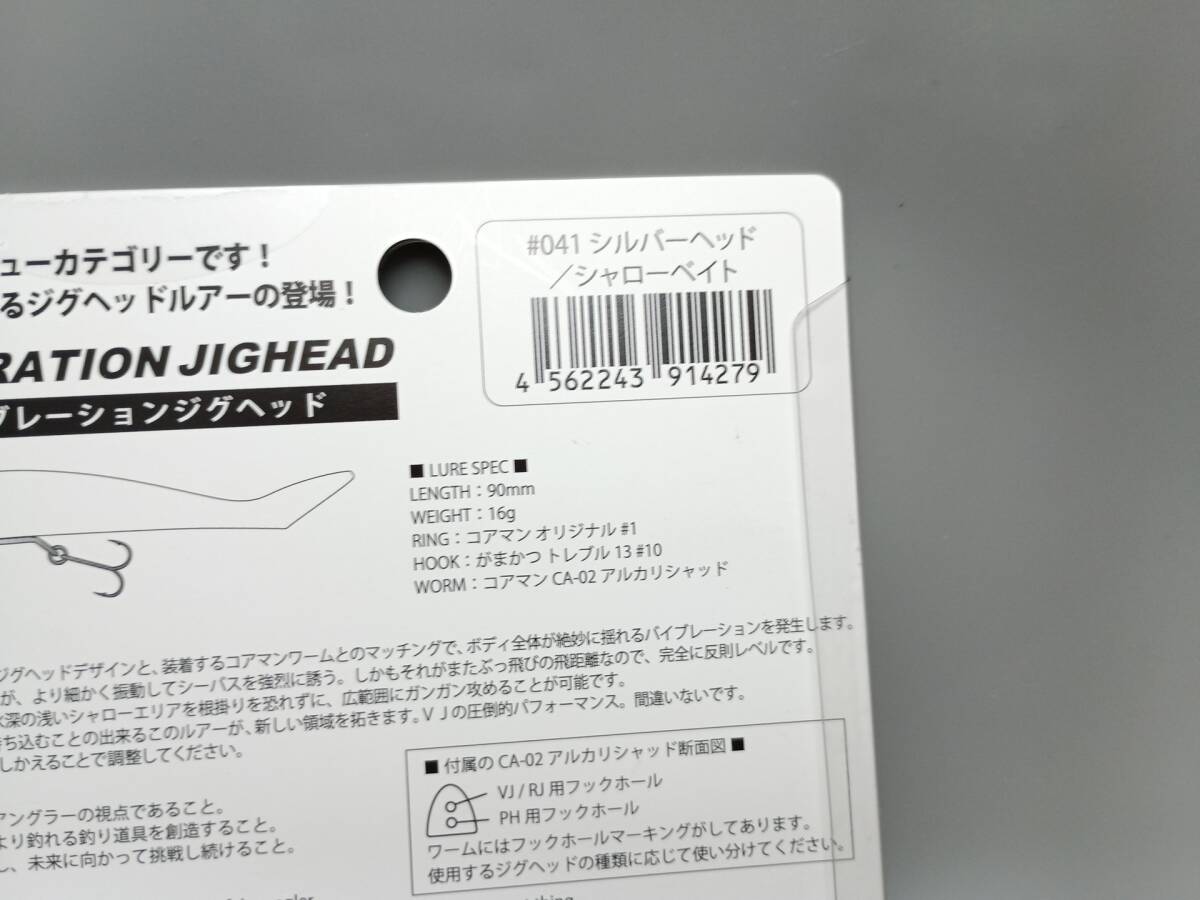 ューカテゴリーです！
るジグヘッドルアーの登場！
RATION JIGHEAD
ブレーションジグヘッド
#041 シルバーヘッド
／シャローベイト
4 562243 914279
■ LURE SPEC ■
LENGTH：90mm
WEIGHT：16g
RING：コアマン オリジナル #1
HOOK：がまかつ トレブル 13 #10
WORM：コアマン CA-02 アルカリシャッド
ジグヘッドデザインと、装着するコアマンワームとのマッチングで、ボディ全体が絶妙に揺れるバイブレーションを発生します。
が、より細かく振動してシーバスを強烈に誘う。しかもそれがまたぶっ飛びの飛距離なので、完全に反則レベルです。
水深の浅いシャローエリアを根掛りを恐れずに、広範囲にガンガン攻めることが可能です。
ち込むことの出来るこのルアーが、新しい領域を拓きます。ＶＪの圧倒的パフォーマンス。間違いないです。
しかえることで調整してください。
■ 付属の CA-02 アルカリシャッド断面図 ■
VJ / RJ 用フックホール
PH 用フックホール
ワームにはフックホールマーキングがしてあります。
使用するジグヘッドの種類に応じて使い分けてください。
アングラーの視点であること。
より釣れる釣り道具を創造すること。
し、未来に向かって挑戦し続けること。